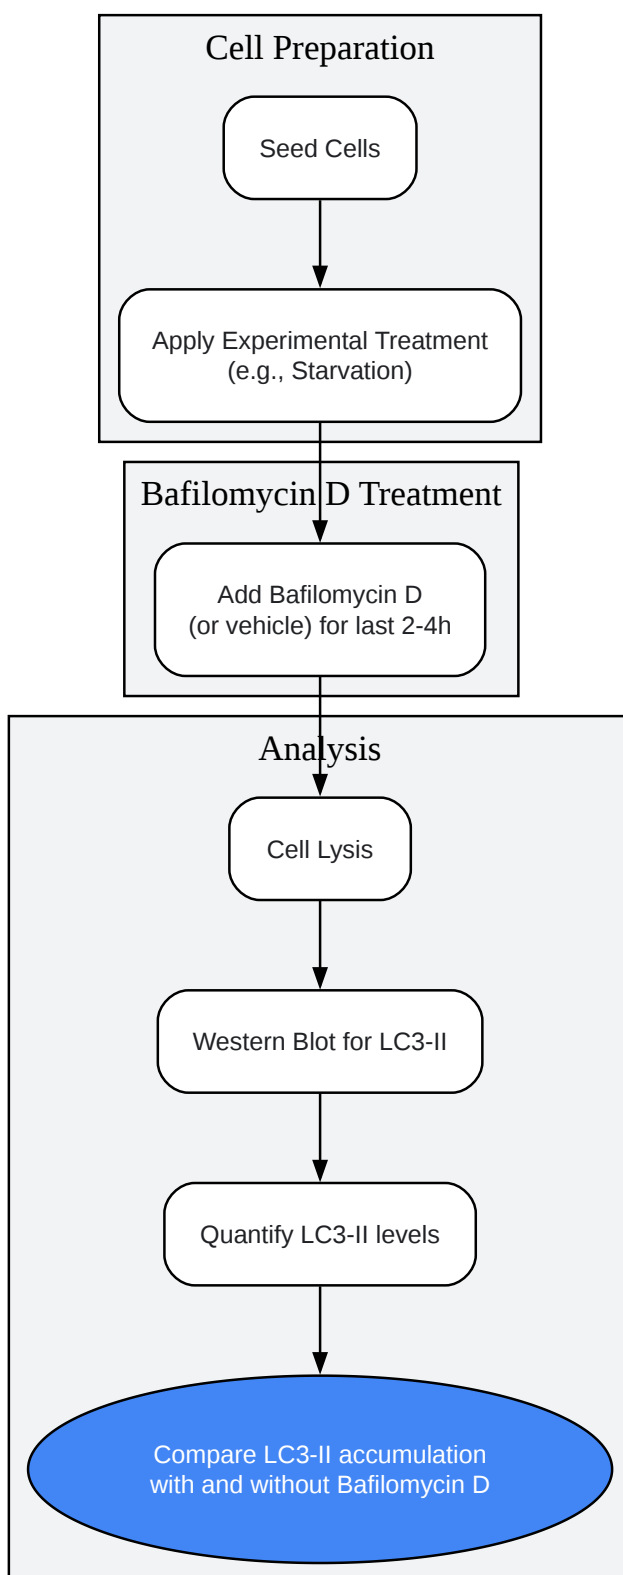 Cell Preparation
Seed Cells
Apply Experimental Treatment
(e.g., Starvation)
Bafilomycin D Treatment
Add Bafilomycin D
(or vehicle) for last 2-4h
Analysis
Cell Lysis
Western Blot for LC3-II
Quantify LC3-II levels
Compare LC3-II accumulation
with and without Bafilomycin D